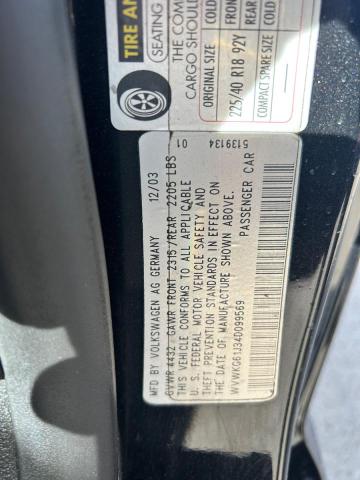 TIRE AN
SEATING
THE COM
CARGO SHOU
ORIGINAL SIZE
225/40 R18 92Y
COMPACT SPARE SIZE
COLD
FRON
REAR
COLD
MFD BY VOLKSWAGEN AG GERMANY 12/03
GVWR 4432 - GAWR FRONT 2315/REAR 2205 LBS
THIS VEHICLE CONFORMS TO ALL APPLICABLE
U. S. FEDERAL MOTOR VEHICLE SAFETY AND
THEFT PREVENTION STANDARDS IN EFFECT ON
THE DATE OF MANUFACTURE SHOWN ABOVE.
WVWKG61J34D099569 PASSENGER CAR
01 5139134